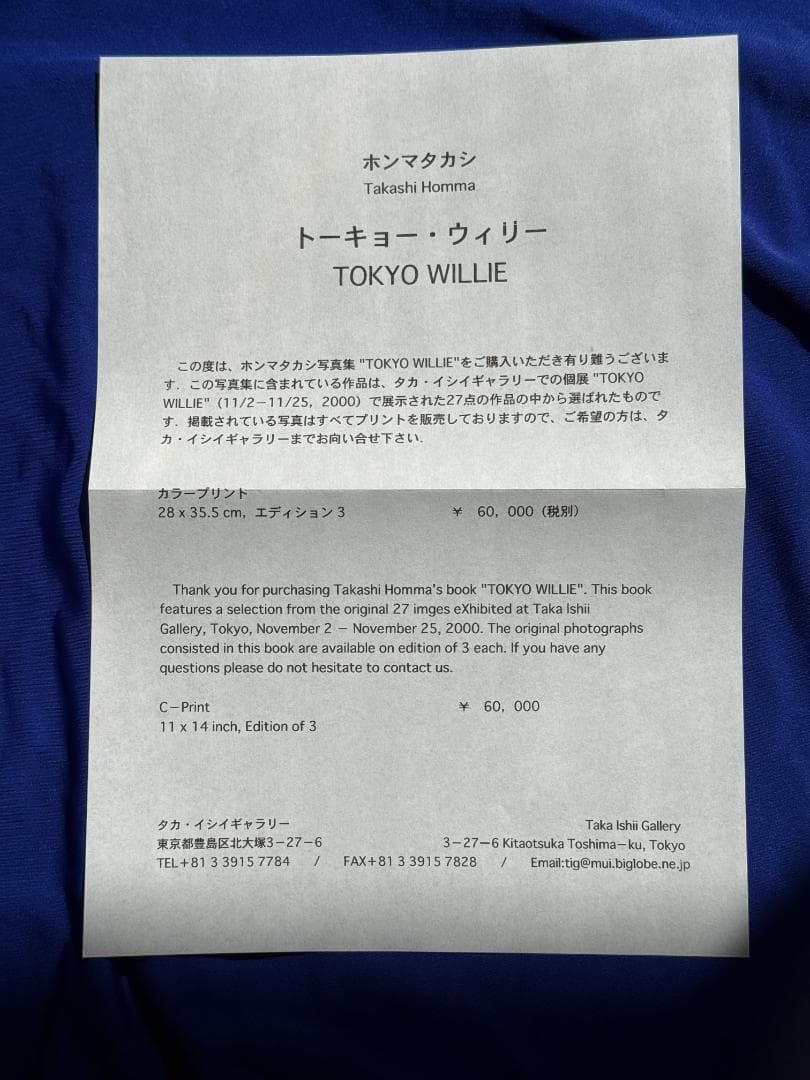 ホンマタカシ
Takashi Homma
トーキョー・ウィリー
TOKYO WILLIE
この度は、ホンマタカシ写真集 "TOKYO WILLIE"をご購入いただき有り難うございま
す．この写真集に含まれている作品は、タカ・イシイギャラリーでの個展 "TOKYO
WILLIE"（11/2－11/25，2000）で展示された27点の作品の中から選ばれたもので
す．掲載されている写真はすべてプリントを販売しておりますので、ご希望の方は、タ
カ・イシイギャラリーまでお向い合せ下さい．
カラープリント
28 x 35.5 cm，エディション 3 ￥ 60，000（税別）
Thank you for purchasing Takashi Homma's book "TOKYO WILLIE". This book
features a selection from the original 27 imges eXhibited at Taka Ishii
Gallery, Tokyo, November 2 － November 25, 2000. The original photographs
consisted in this book are available on edition of 3 each. If you have any
questions please do not hesitate to contact us.
C－Print ￥ 60，000
11 x 14 inch, Edition of 3
タカ・イシイギャラリー Taka Ishii Gallery
東京都豊島区北大塚3－27－6 3－27－6 Kitaotsuka Toshima－ku, Tokyo
TEL+81 3 3915 7784 / FAX+81 3 3915 7828 / Email:tig@mui.biglobe.ne.jp